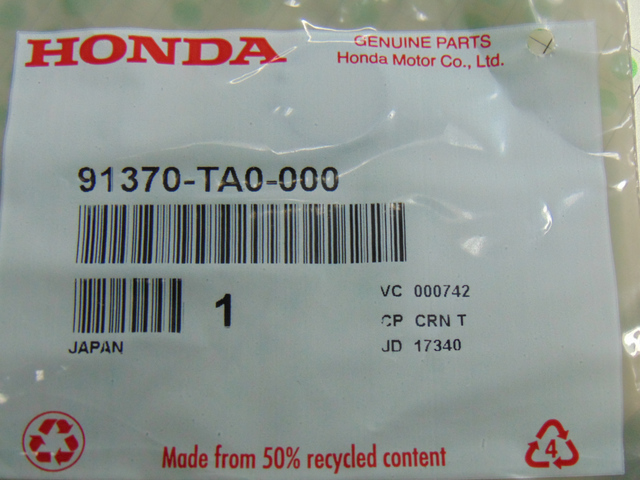 HONDA
GENUINE PARTS
Honda Motor Co., Ltd.
91370-TA0-000
1
VC 000742
CP CRN T
JAPAN
JD 17340
4
Made from 50% recycled content